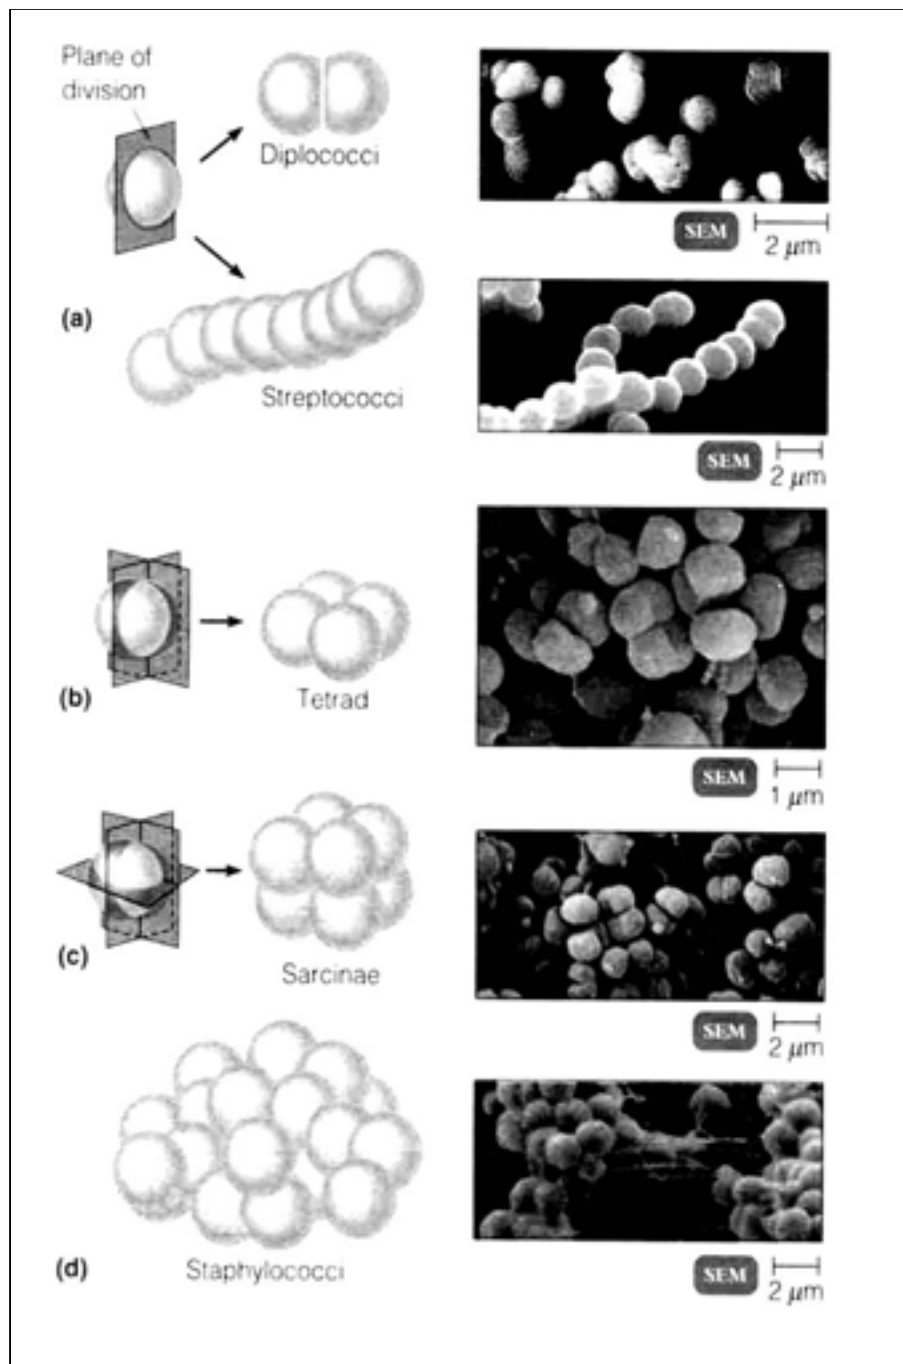 Plane of
division
Diplococci
SEM
2 μm
(a)
Streptococci
SEM
2 μm
(b)
Tetrad
SEM
1 μm
(c)
Sarcinae
SEM
2 μm
(d)
Staphylococci
SEM
2 μm